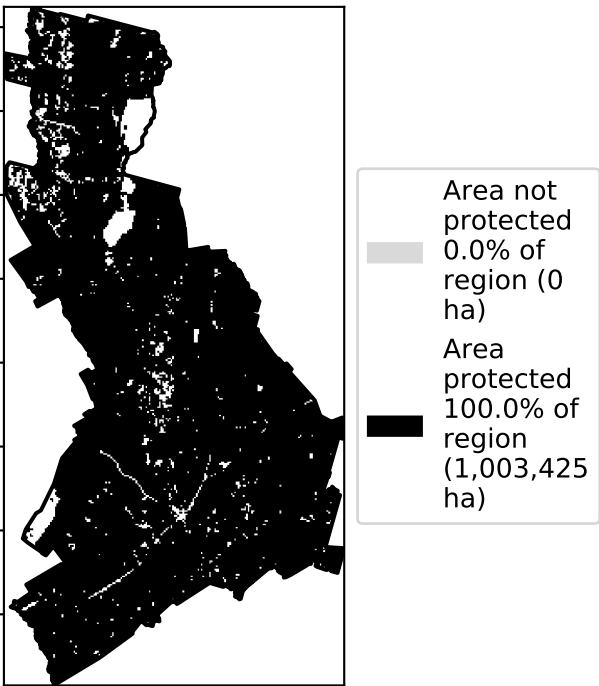 Area not
protected
0.0% of
region (0
ha)
Area
protected
100.0% of
region
(1,003,425
ha)